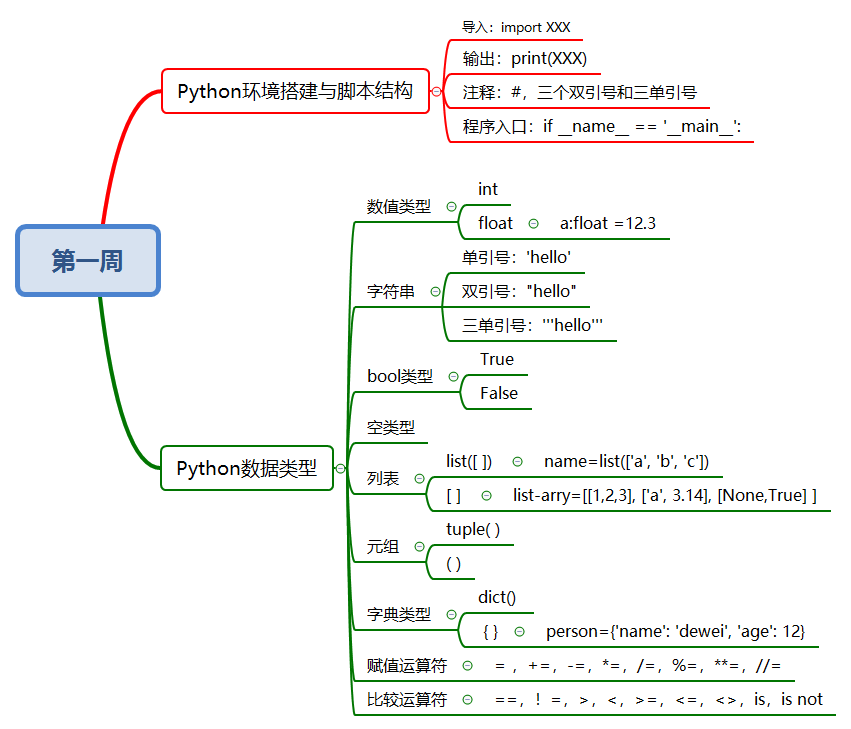 第一周
Python环境搭建与脚本结构
导入：import XXX
输出：print(XXX)
注释：#，三个双引号和三单引号
程序入口：if __name__ == '__main__':
Python数据类型
数值类型
int
float
a:float =12.3
字符串
单引号：'hello'
双引号："hello"
三单引号：'''hello'''
bool类型
True
False
空类型
列表
list([ ])
name=list(['a', 'b', 'c'])
[ ]
list-arry=[[1,2,3], ['a', 3.14], [None,True] ]
元组
tuple( )
( )
字典类型
dict()
{ }
person={'name': 'dewei', 'age': 12}
赋值运算符
= ，+=，-=，*=，/=，%=，**=，//=
比较运算符
==，！=，>，<，>=，<=，<>，is，is not